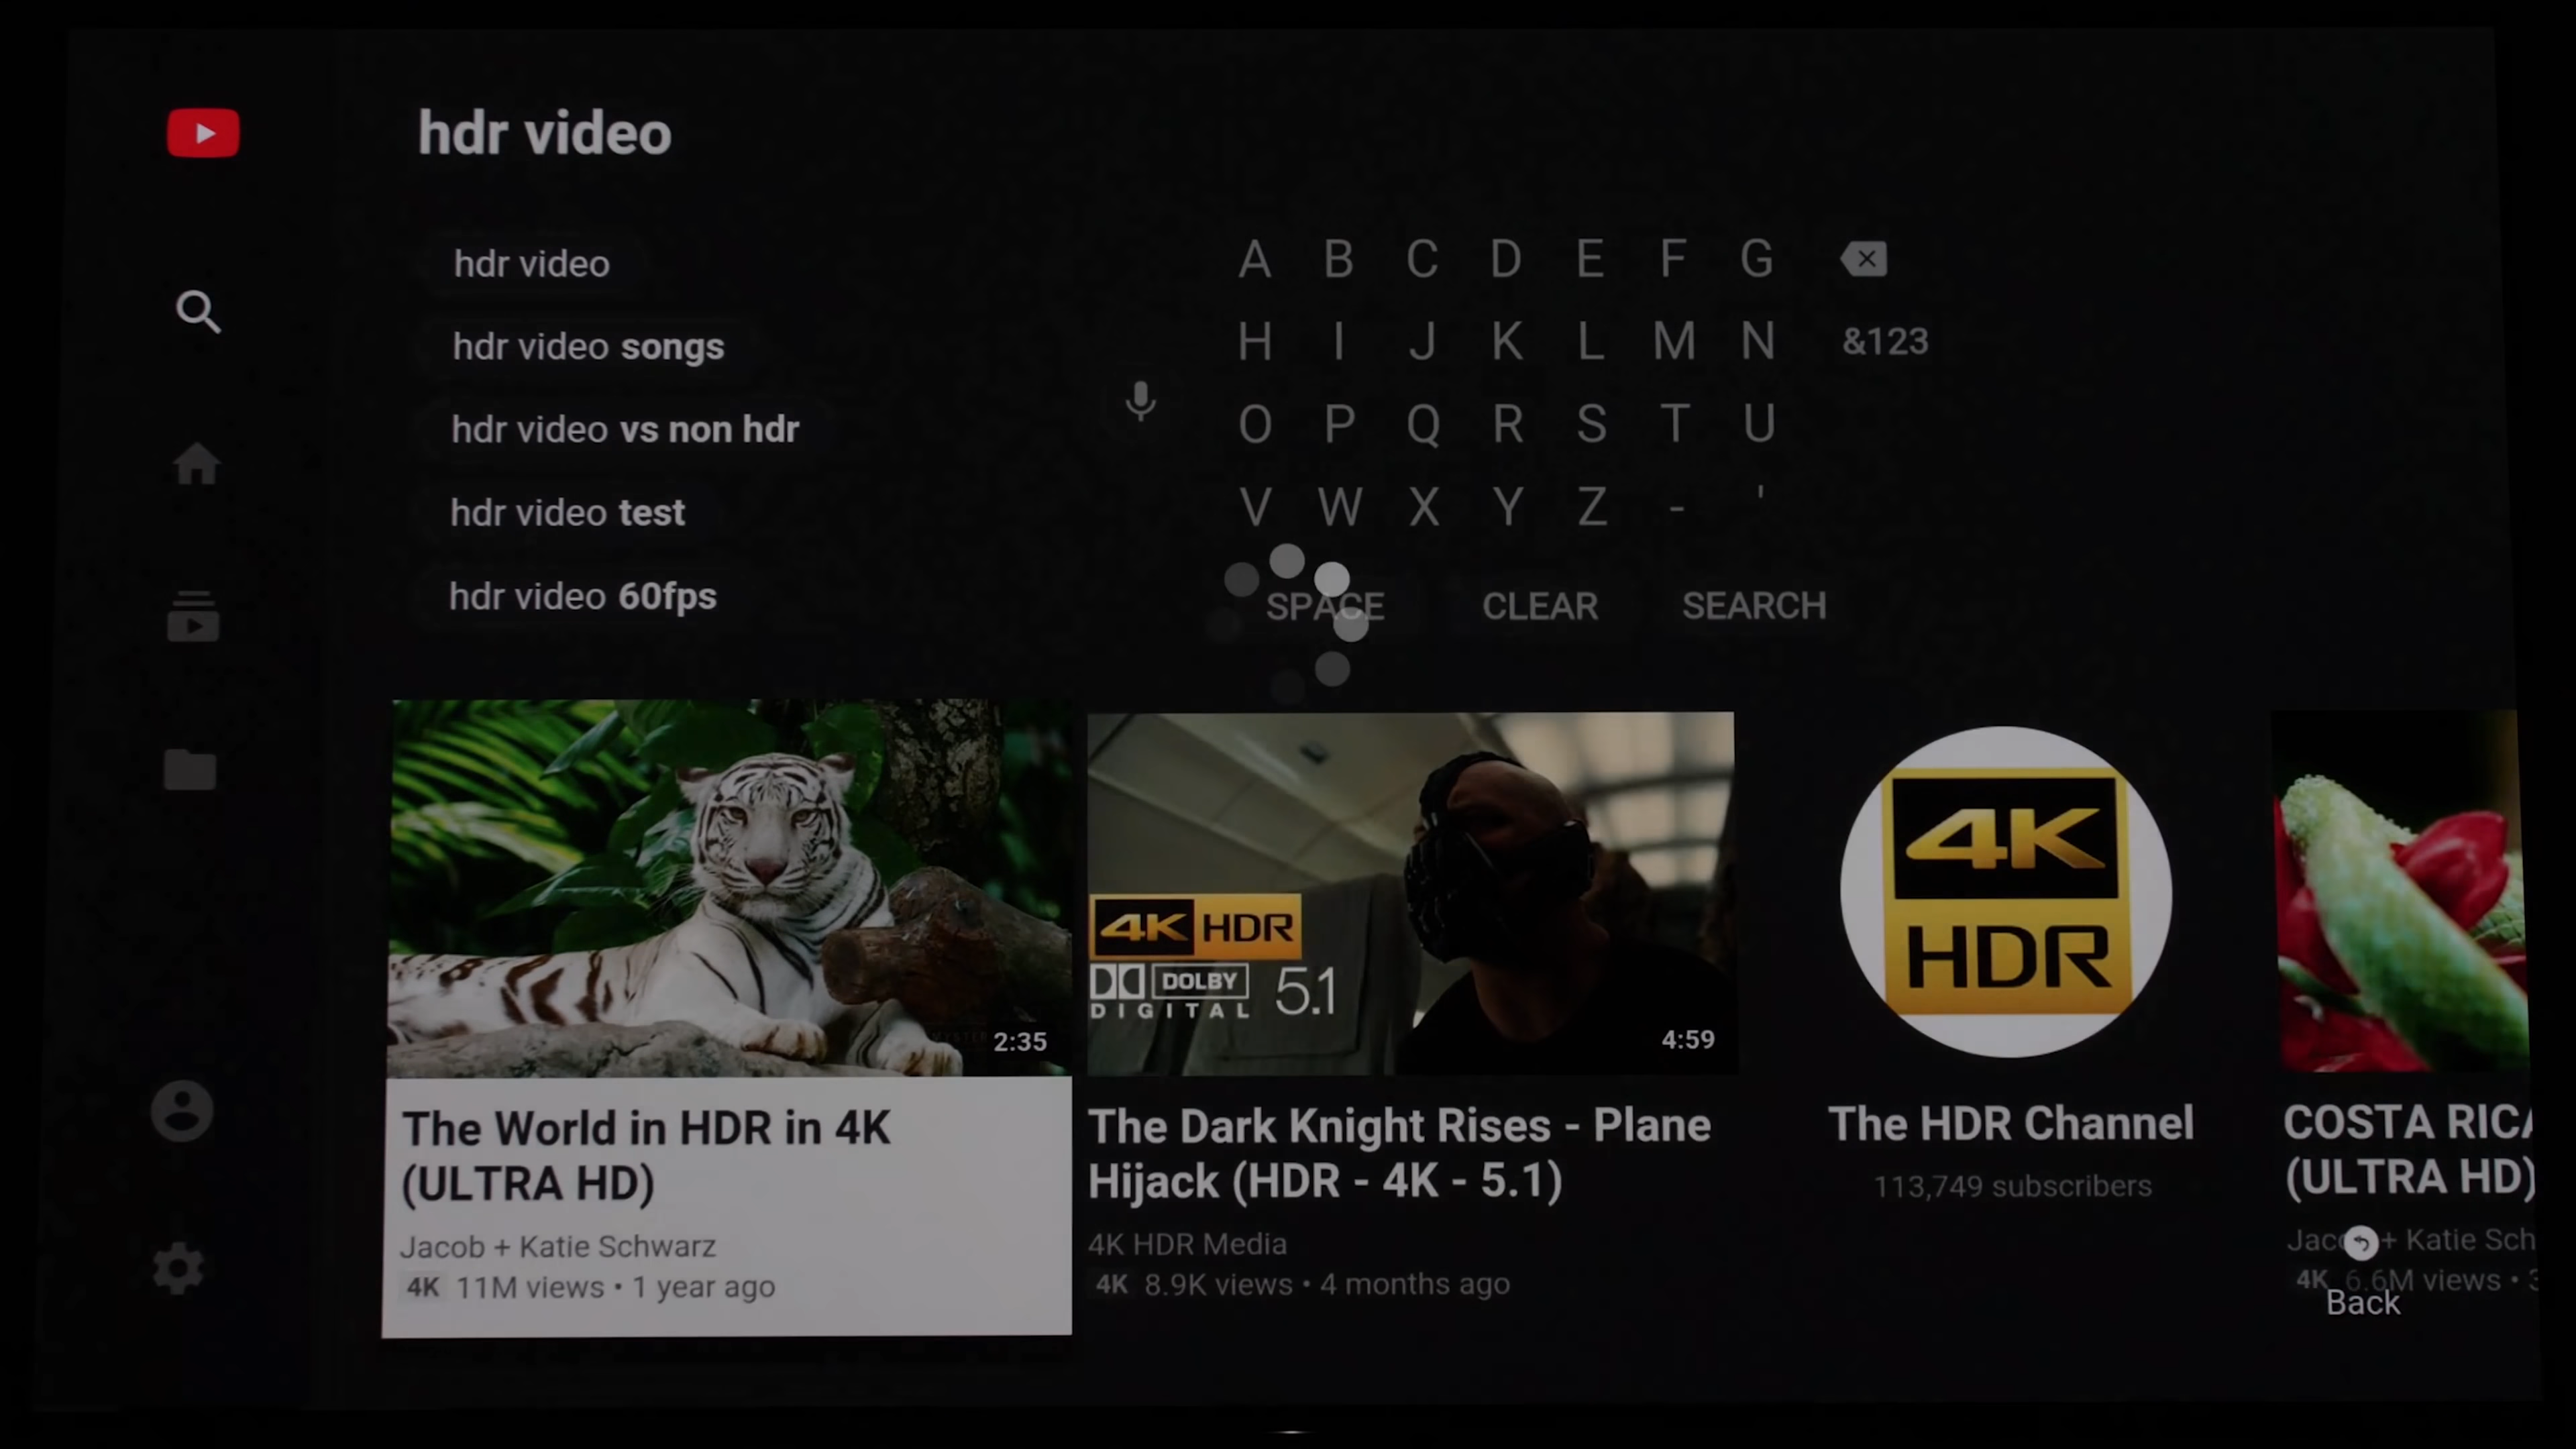 hdr video
hdr video
hdr video songs
hdr video vs non hdr
hdr video test
hdr video 60fps
A B C D E F G
H I J K L M N &123
O P Q R S T U
V W X Y Z - '
SPACE CLEAR SEARCH
2:35
The World in HDR in 4K
(ULTRA HD)
Jacob + Katie Schwarz
4K 11M views • 1 year ago
4K HDR
DOLBY
DIGITAL 5.1
4:59
The Dark Knight Rises - Plane
Hijack (HDR - 4K - 5.1)
4K HDR Media
4K 8.9K views • 4 months ago
4K
HDR
The HDR Channel
113,749 subscribers
COSTA RICA
(ULTRA HD)
+ Katie Sch
4K 6.6M views •
Back